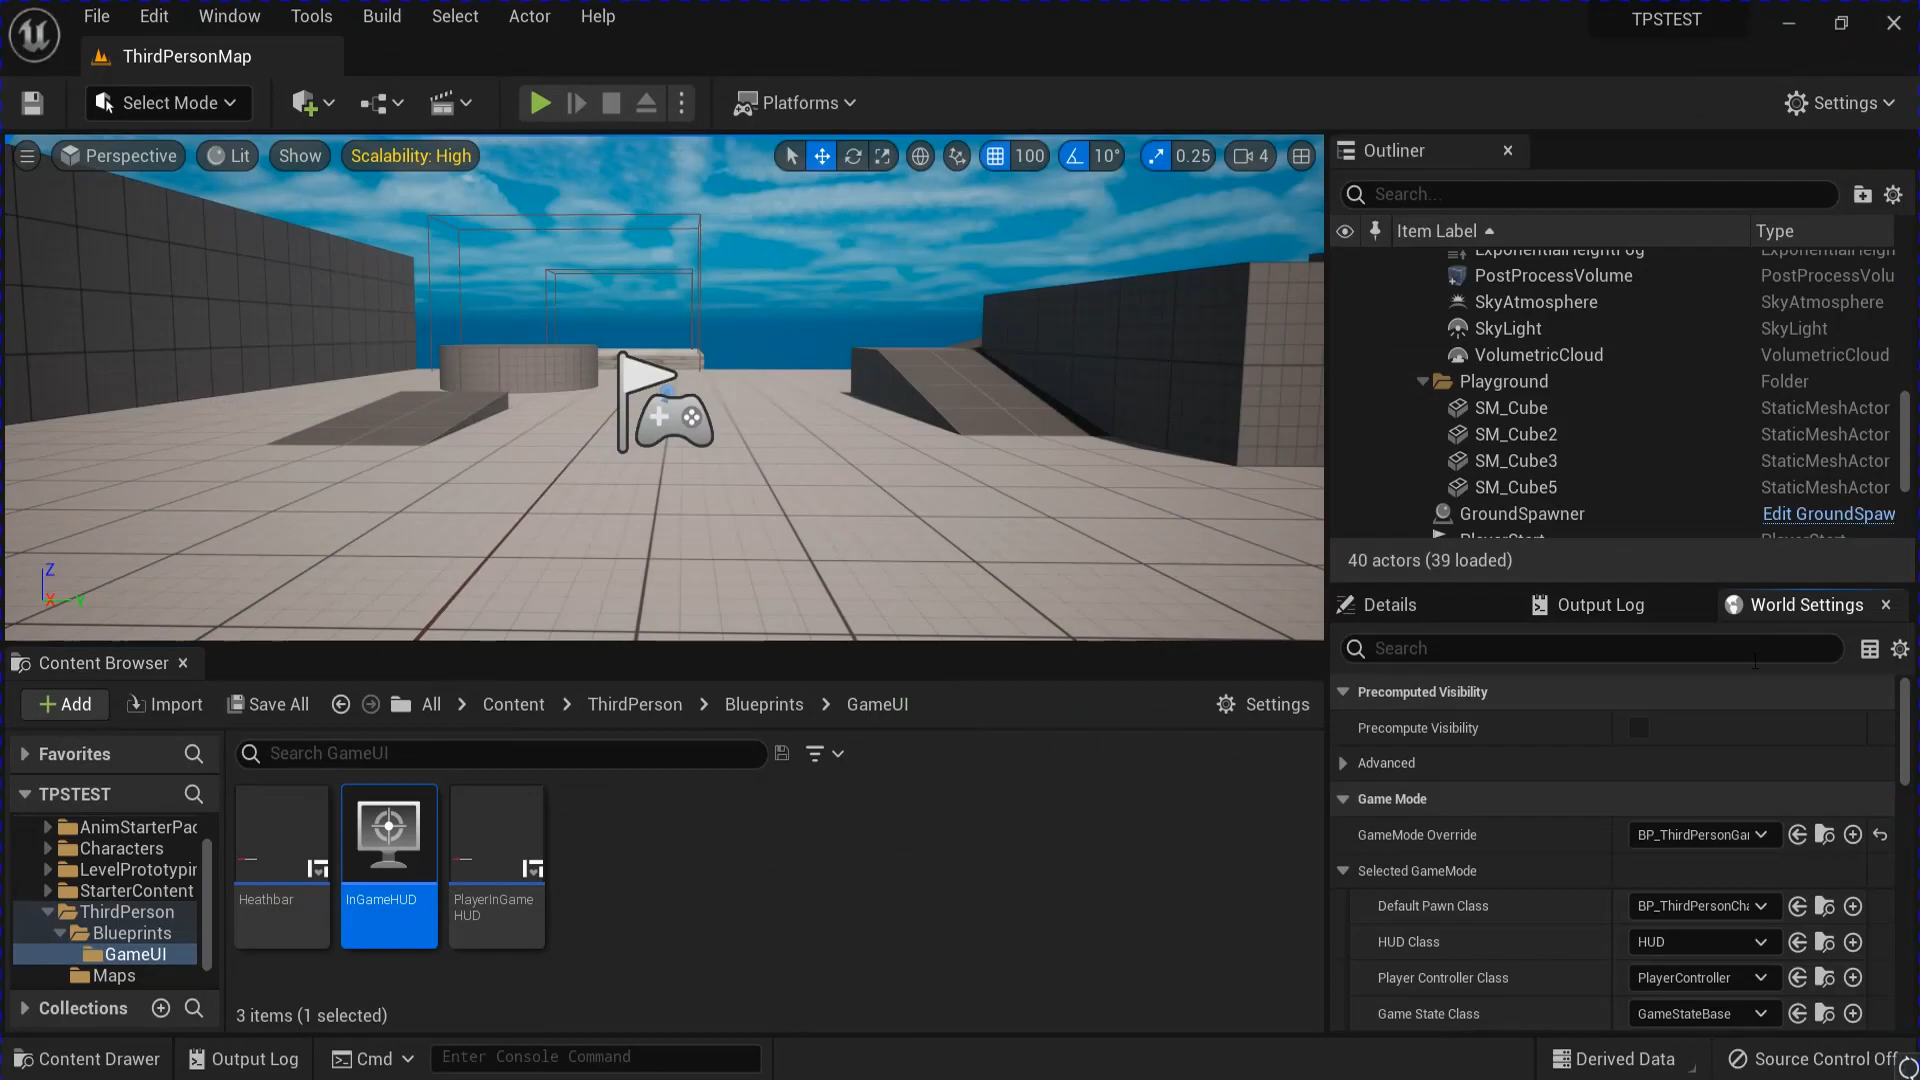 File Edit Window Tools Build Select Actor Help
TPSTEST
ThirdPersonMap
Select Mode
Platforms
Settings
Perspective Lit Show Scalability: High
100 10° 0.25 4
Z
X Y
Outliner
Search...
Item Label Type
PostProcessVolume PostProcessVolu
SkyAtmosphere SkyAtmosphere
SkyLight SkyLight
VolumetricCloud VolumetricCloud
Playground Folder
SM_Cube StaticMeshActor
SM_Cube2 StaticMeshActor
SM_Cube3 StaticMeshActor
SM_Cube5 StaticMeshActor
GroundSpawner Edit GroundSpaw
40 actors (39 loaded)
Details Output Log World Settings
Search
Precomputed Visibility
Precompute Visibility
Advanced
Game Mode
GameMode Override BP_ThirdPersonGa
Selected GameMode
Default Pawn Class BP_ThirdPersonCha
HUD Class HUD
Player Controller Class PlayerController
Game State Class GameStateBase
Content Browser
Add Import Save All All Content ThirdPerson Blueprints GameUI Settings
Favorites
Search GameUI
TPSTEST
AnimStarterPac
Characters
LevelPrototypin
StarterContent
ThirdPerson
Blueprints
GameUI
Maps
Collections
Heathbar
InGameHUD
PlayerInGame
HUD
3 items (1 selected)
Content Drawer Output Log Cmd Enter Console Command
Derived Data Source Control Off